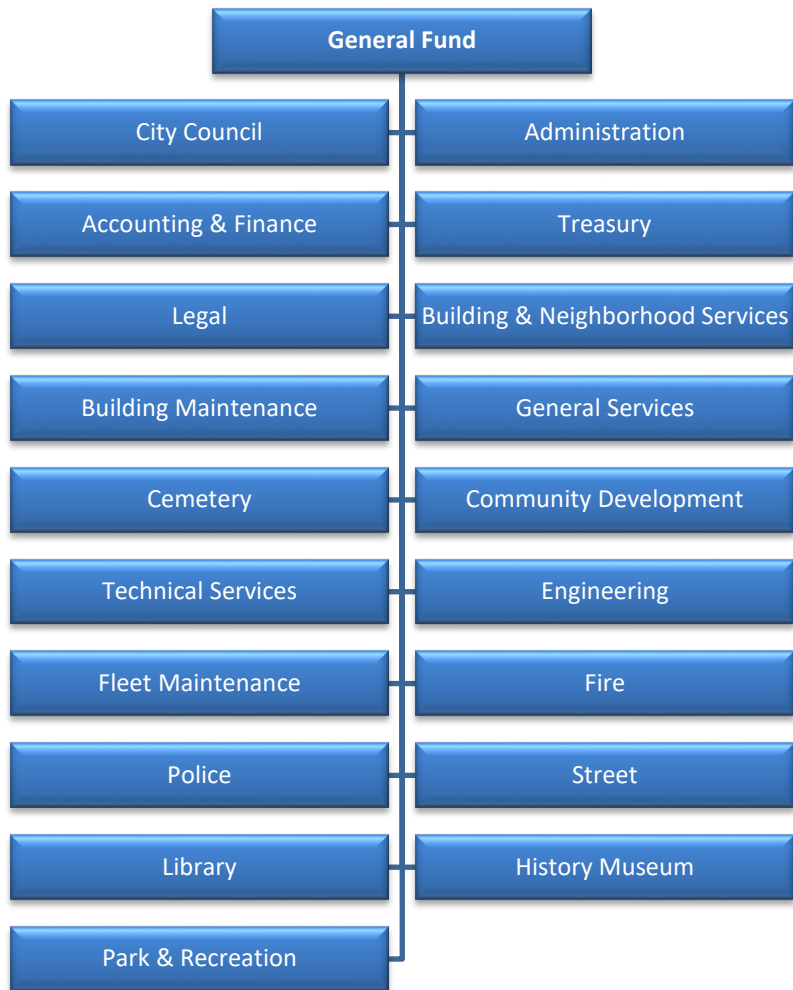 General Fund
City Council
Administration
Accounting & Finance
Treasury
Legal
Building & Neighborhood Services
Building Maintenance
General Services
Cemetery
Community Development
Technical Services
Engineering
Fleet Maintenance
Fire
Police
Street
Library
History Museum
Park & Recreation